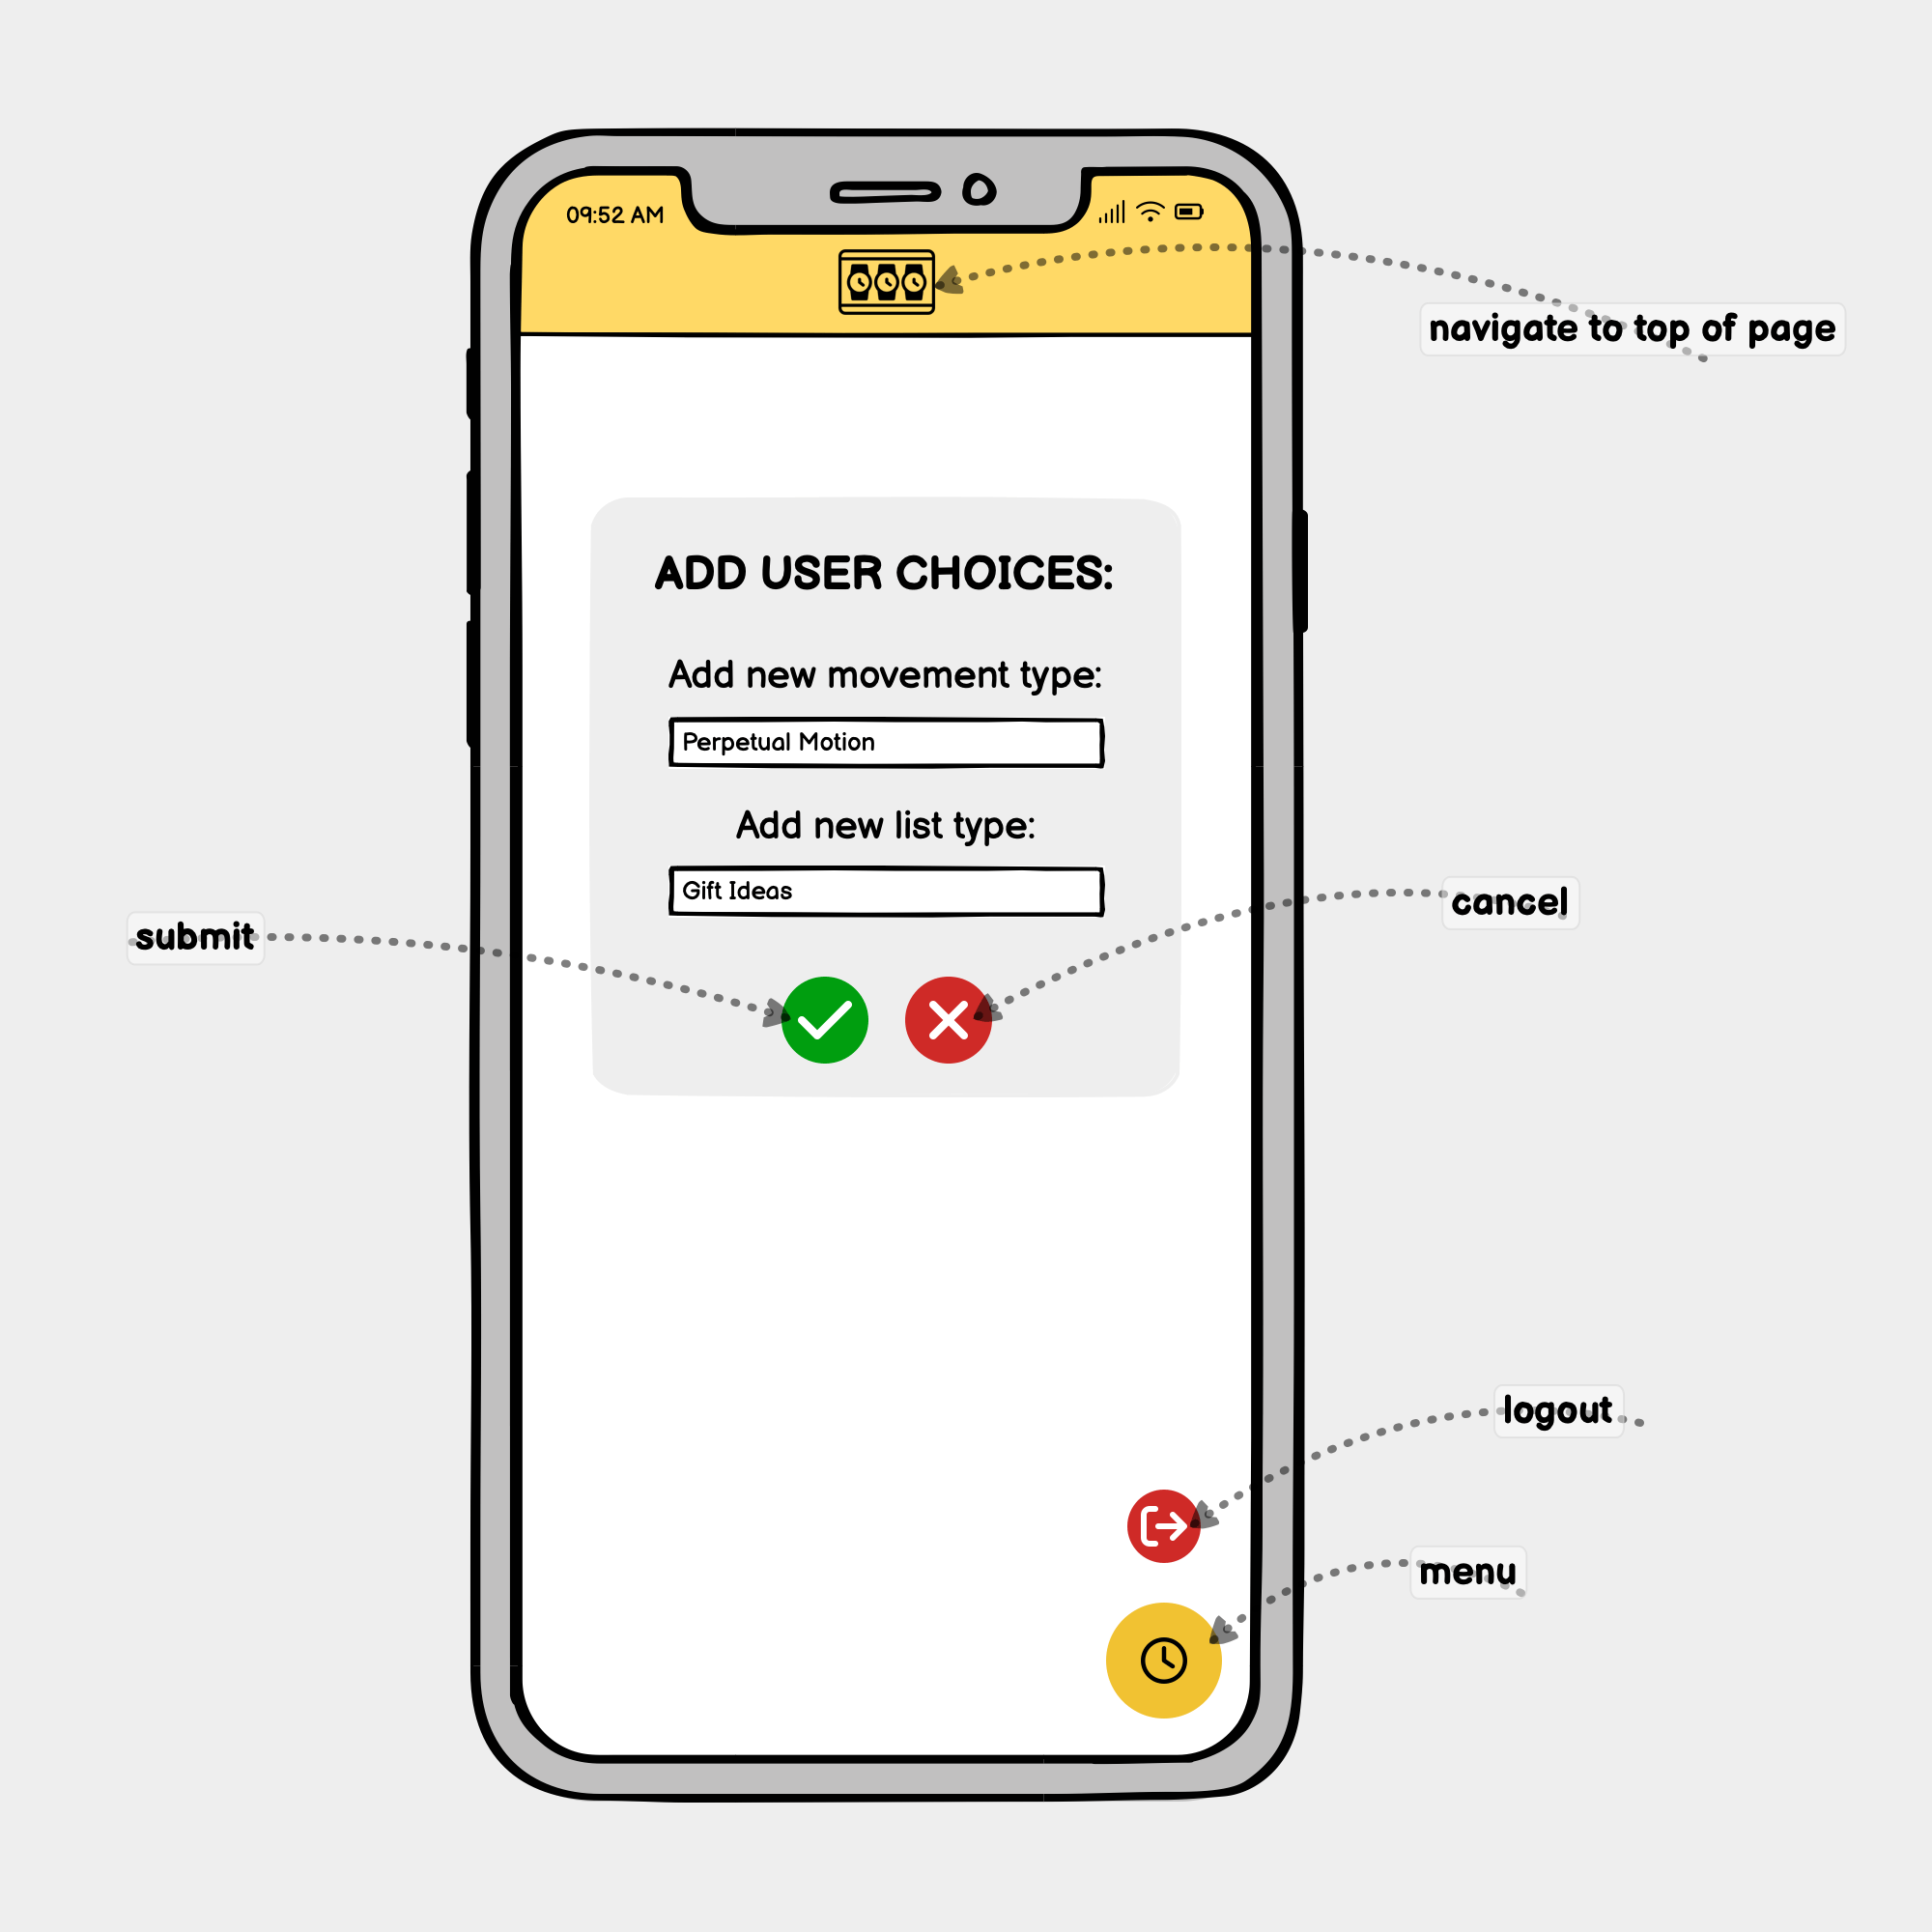 09:52 AM
navigate to top of page
ADD USER CHOICES:
Add new movement type:
Perpetual Motion
Add new list type:
Gift Ideas
submit
cancel
logout
menu